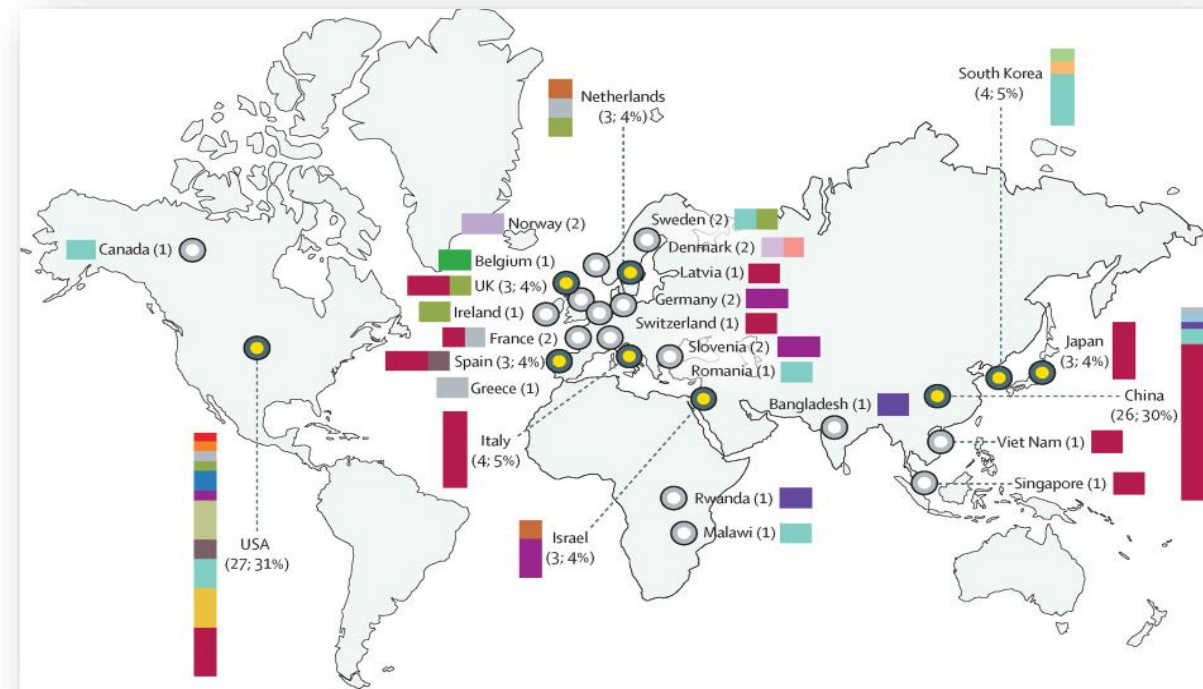 South Korea
(4; 5%)
Netherlands
(3; 4%)
Norway (2)
Sweden (2)
Denmark (2)
Canada (1)
Belgium (1)
Latvia (1)
UK (3; 4%)
Germany (2)
Ireland (1)
Switzerland (1)
France (2)
Slovenia (2)
Japan
(3; 4%)
Spain (3; 4%)
Romania (1)
Greece (1)
Bangladesh (1)
China
(26; 30%)
Italy
(4; 5%)
Viet Nam (1)
Singapore (1)
Rwanda (1)
Malawi (1)
Israel
(3; 4%)
USA
(27; 31%)